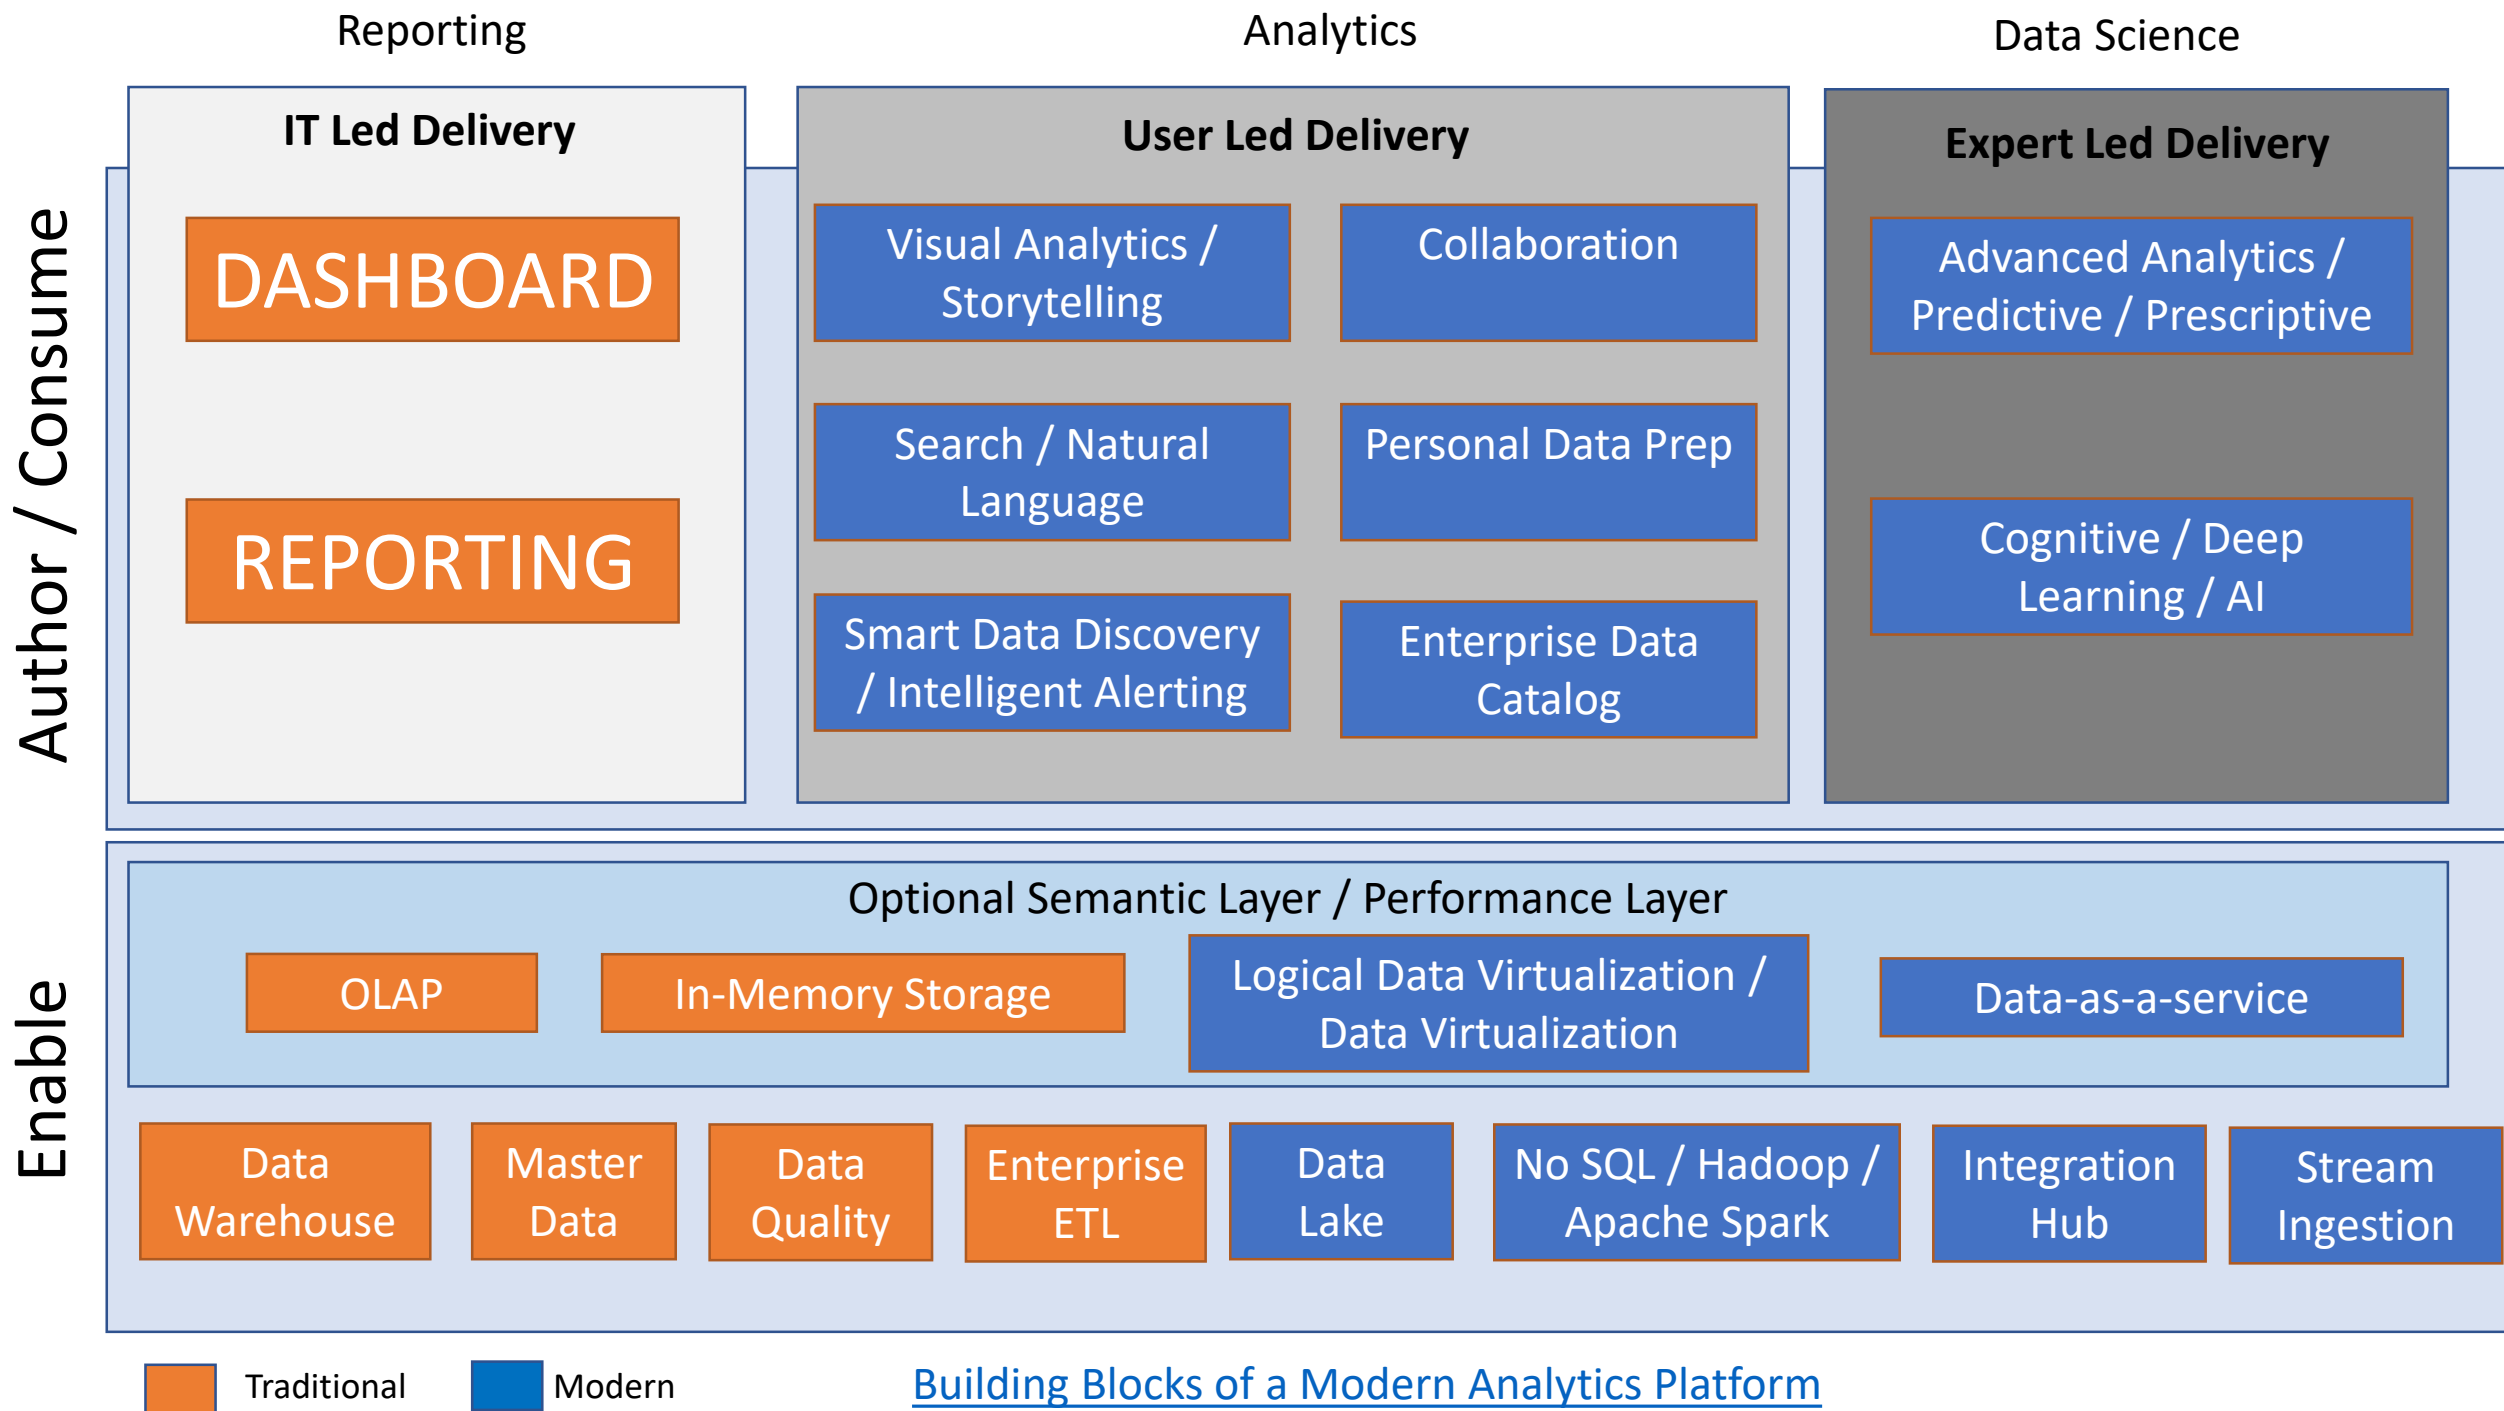 Reporting
Analytics
Data Science
IT Led Delivery
User Led Delivery
Expert Led Delivery
Author / Consume
DASHBOARD
REPORTING
Visual Analytics /
Storytelling
Collaboration
Search / Natural
Language
Personal Data Prep
Smart Data Discovery
/ Intelligent Alerting
Enterprise Data
Catalog
Advanced Analytics /
Predictive / Prescriptive
Cognitive / Deep
Learning / AI
Enable
Optional Semantic Layer / Performance Layer
OLAP
In-Memory Storage
Logical Data Virtualization /
Data Virtualization
Data-as-a-service
Data
Warehouse
Master
Data
Data
Quality
Enterprise
ETL
Data
Lake
No SQL / Hadoop /
Apache Spark
Integration
Hub
Stream
Ingestion
Traditional
Modern
Building Blocks of a Modern Analytics Platform